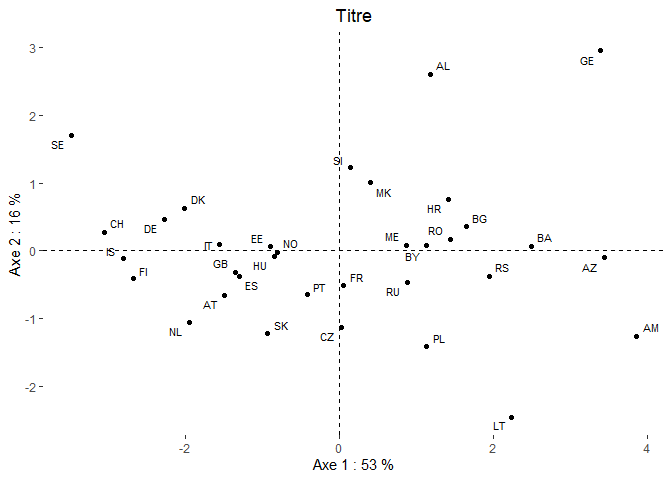 Titre
3
AL
GE
2
SE
SI
1
MK
DK
HR
CH
DE
BG
RO
EE
ME
BA
IT
NO
0
IS
BY
GB
HU
FI
RS
AZ
FR
ES
PT
RU
AT
-1
NL
SK
AM
CZ
PL
-2
LT
-2
0
2
4
Axe 1 : 53 %
Axe 2 : 16 %